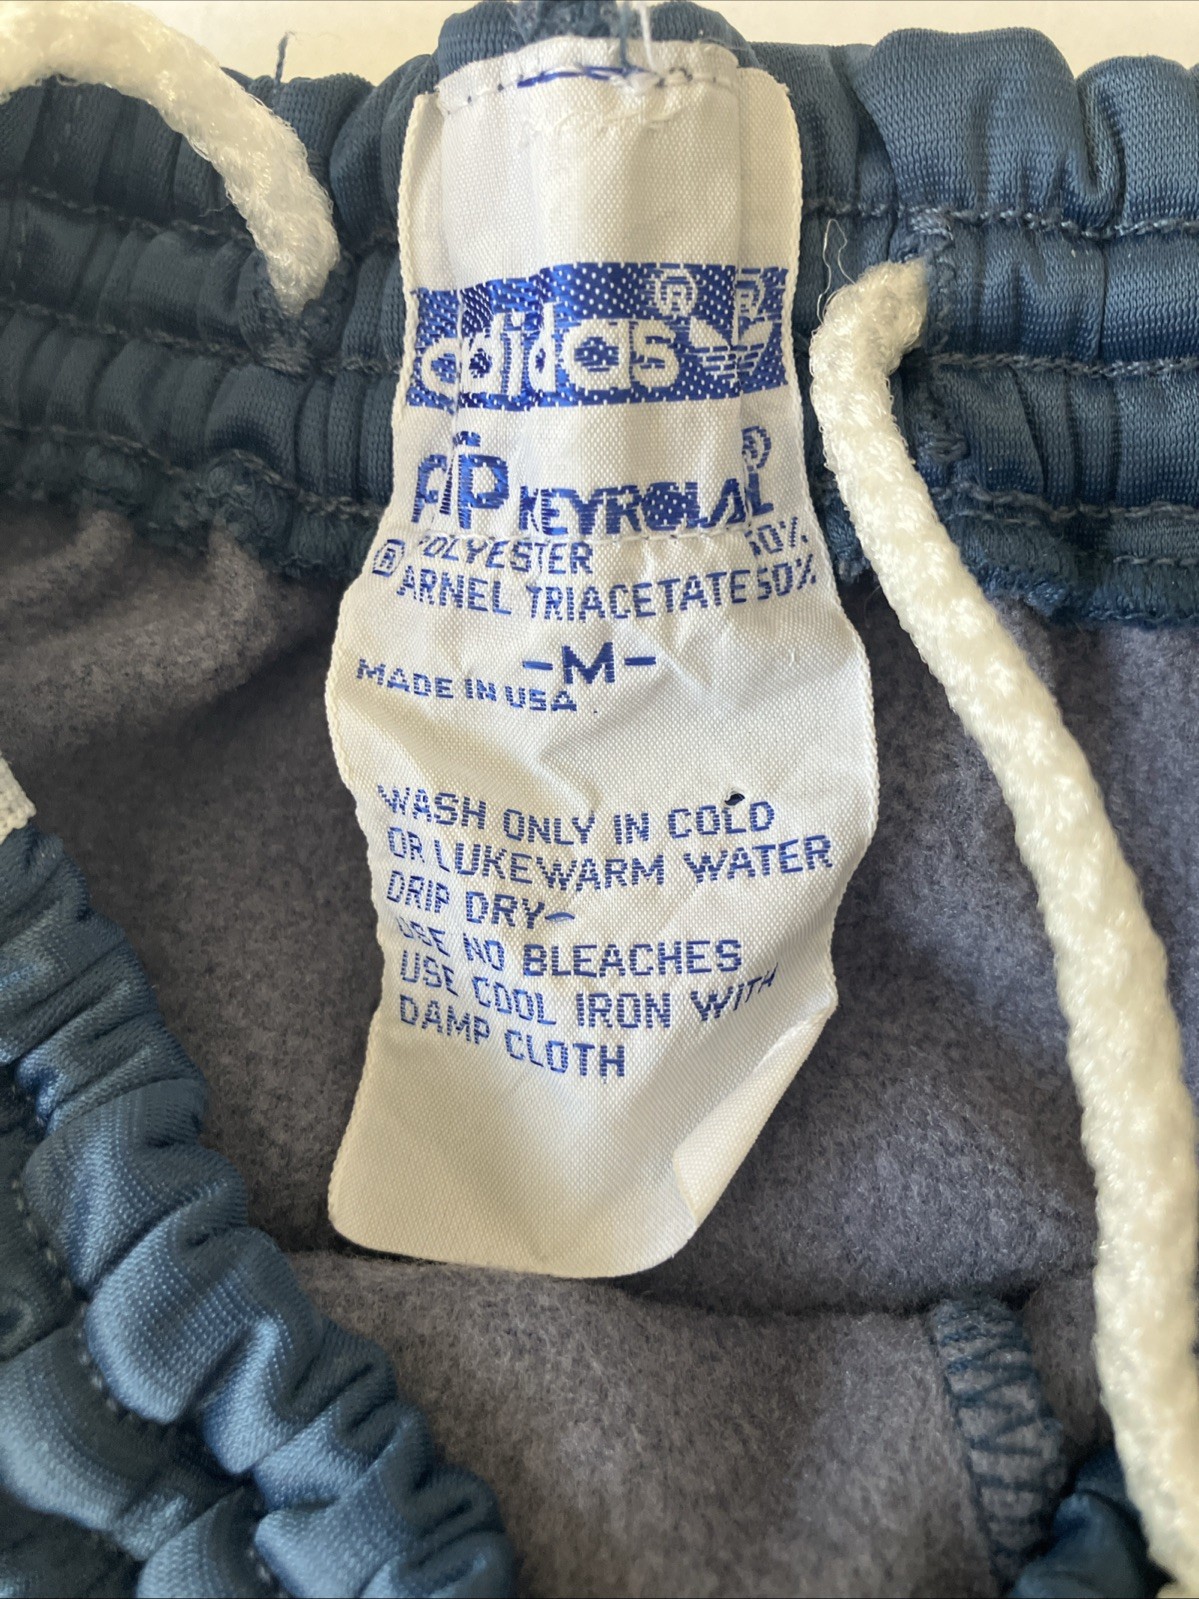 adidas ®
KEYROLAN ®
POLYESTER 50%
® ARNEL TRIACETATE 50%
-M-
MADE IN USA
WASH ONLY IN COLD
OR LUKEWARM WATER
DRIP DRY-
USE NO BLEACHES
USE COOL IRON WITH
DAMP CLOTH